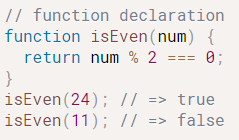 // function declaration
function isEven(num) {
  return num % 2 === 0;
}
isEven(24); // => true
isEven(11); // => false